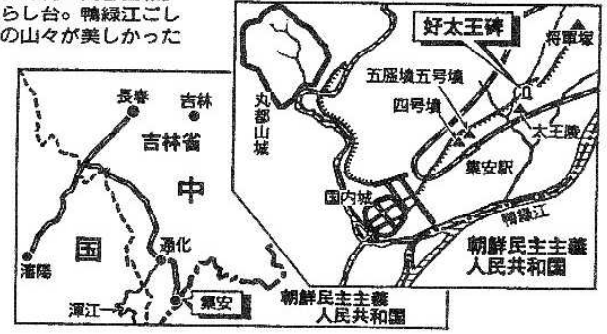 らし台。鴨緑江ごし
の山々が美しかった
長春
吉林
吉林省
中
国
瀋陽
通化
渾江
集安
朝鮮民主主義
人民共和国
好太王碑
将軍塚
五盔墳五号墳
四号墳
太王陵
集安駅
丸都山城
国内城
鴨緑江
朝鮮民主主義
人民共和国